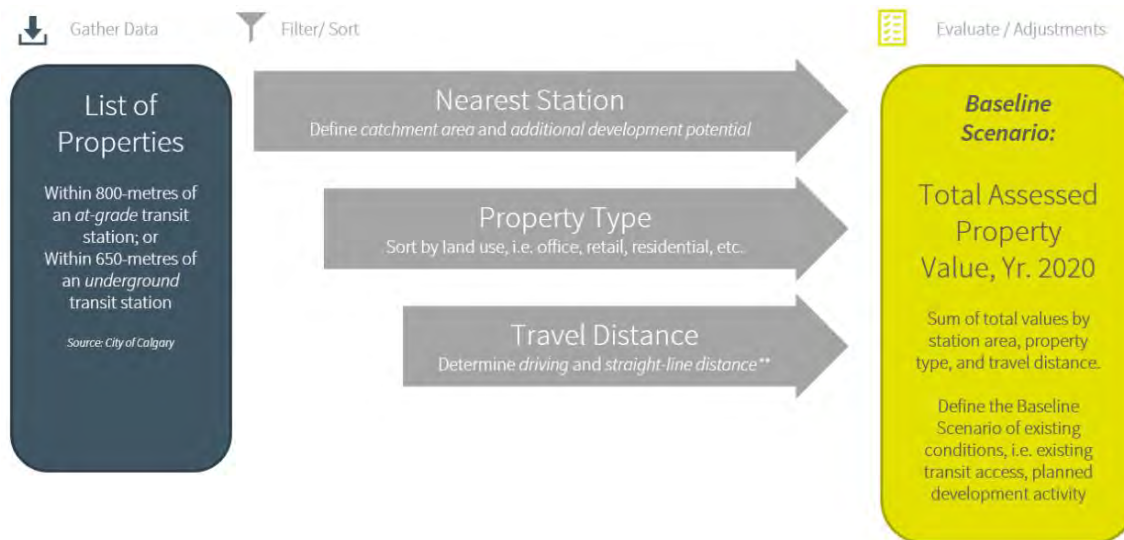 Gather Data
Filter/ Sort
Evaluate / Adjustments
List of
Properties
Within 800-metres of
an at-grade transit
station; or
Within 650-metres of
an underground
transit station
Source: City of Calgary
Nearest Station
Define catchment area and additional development potential
Property Type
Sort by land use, i.e. office, retail, residential, etc.
Travel Distance
Determine driving and straight-line distance**
Baseline
Scenario:
Total Assessed
Property
Value, Yr. 2020
Sum of total values by
station area, property
type, and travel distance.
Define the Baseline
Scenario of existing
conditions, i.e. existing
transit access, planned
development activity